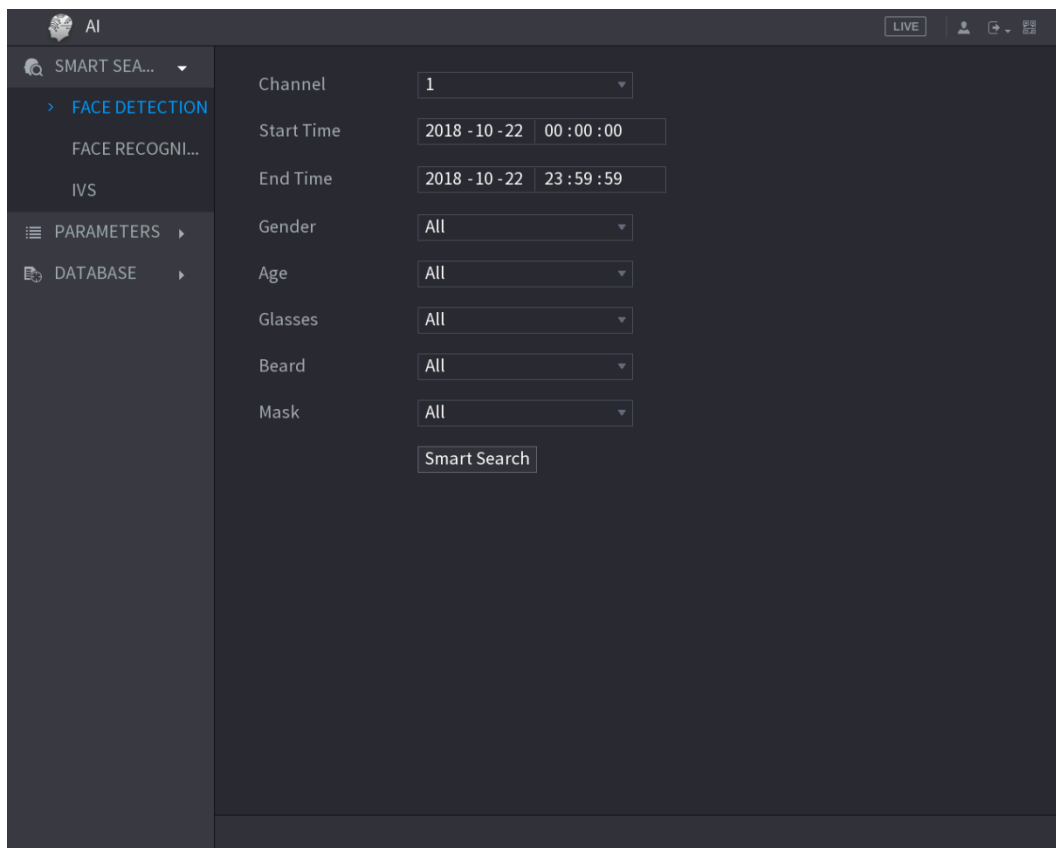 AI
LIVE
SMART SEA...
FACE DETECTION
FACE RECOGNI...
IVS
PARAMETERS
DATABASE
Channel 1
Start Time 2018 -10 -22 00 :00 :00
End Time 2018 -10 -22 23 :59 :59
Gender All
Age All
Glasses All
Beard All
Mask All
Smart Search